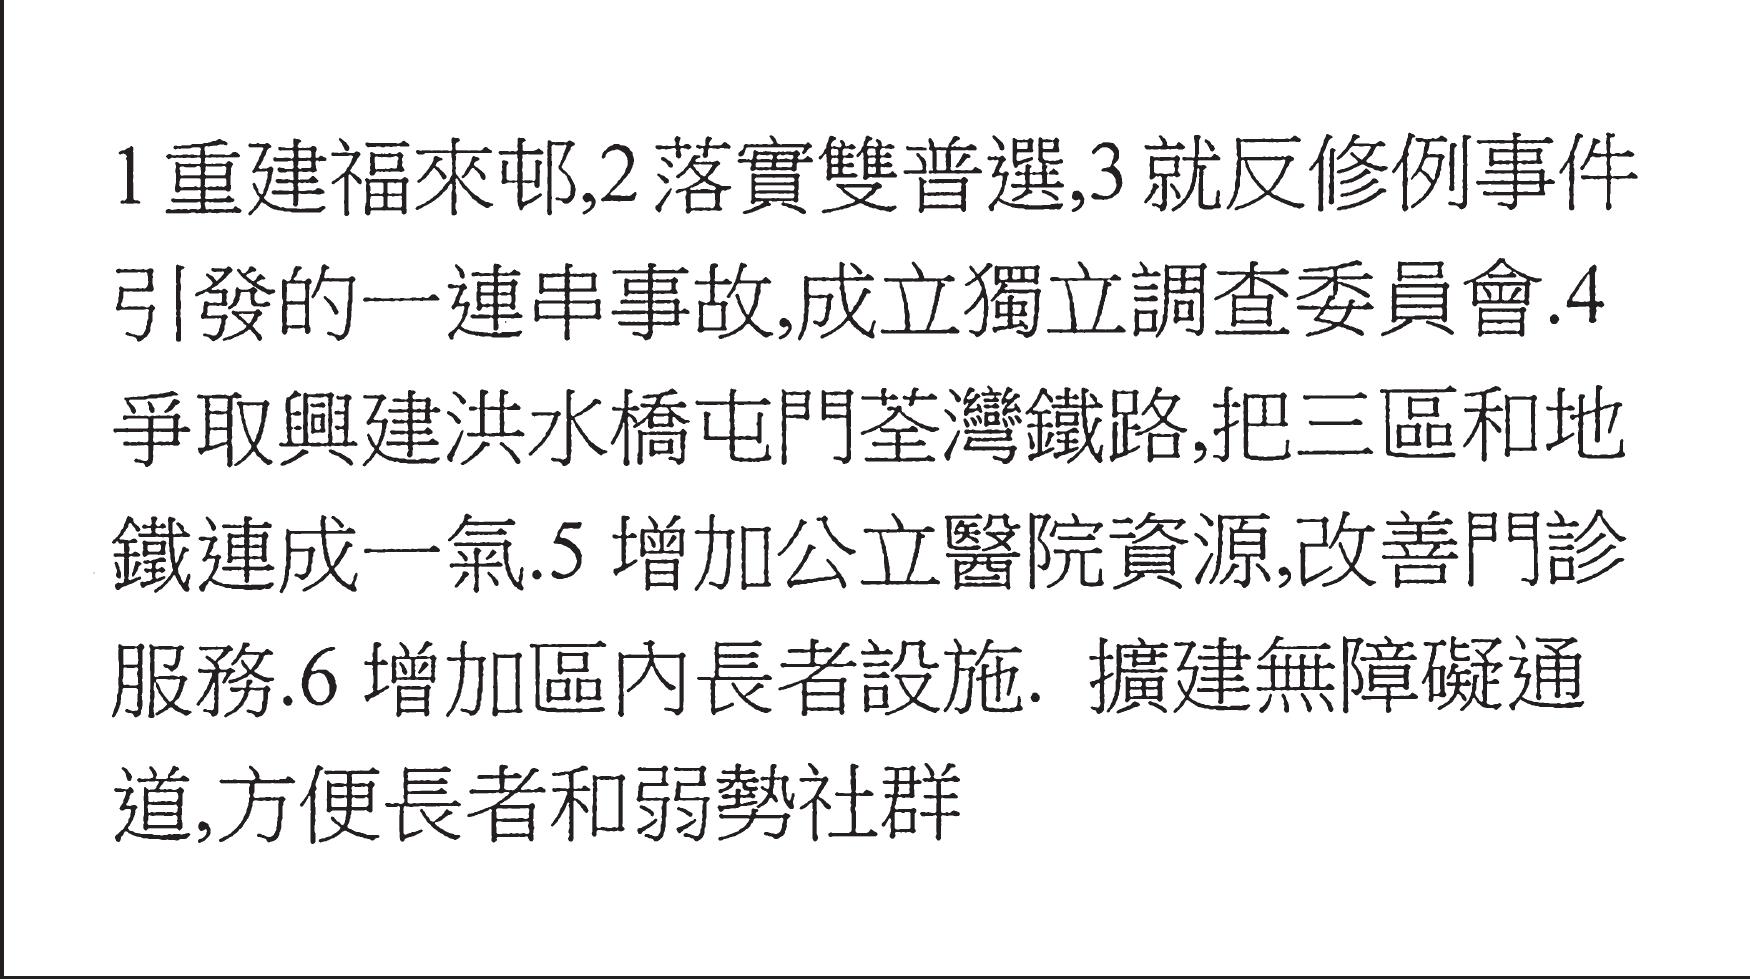 1 重建福來邨,2 落實雙普選,3 就反修例事件
引發的一連串事故,成立獨立調查委員會.4
爭取興建洪水橋屯門荃灣鐵路,把三區和地
鐵連成一氣.5 增加公立醫院資源,改善門診
服務.6 增加區內長者設施. 擴建無障礙通
道,方便長者和弱勢社群